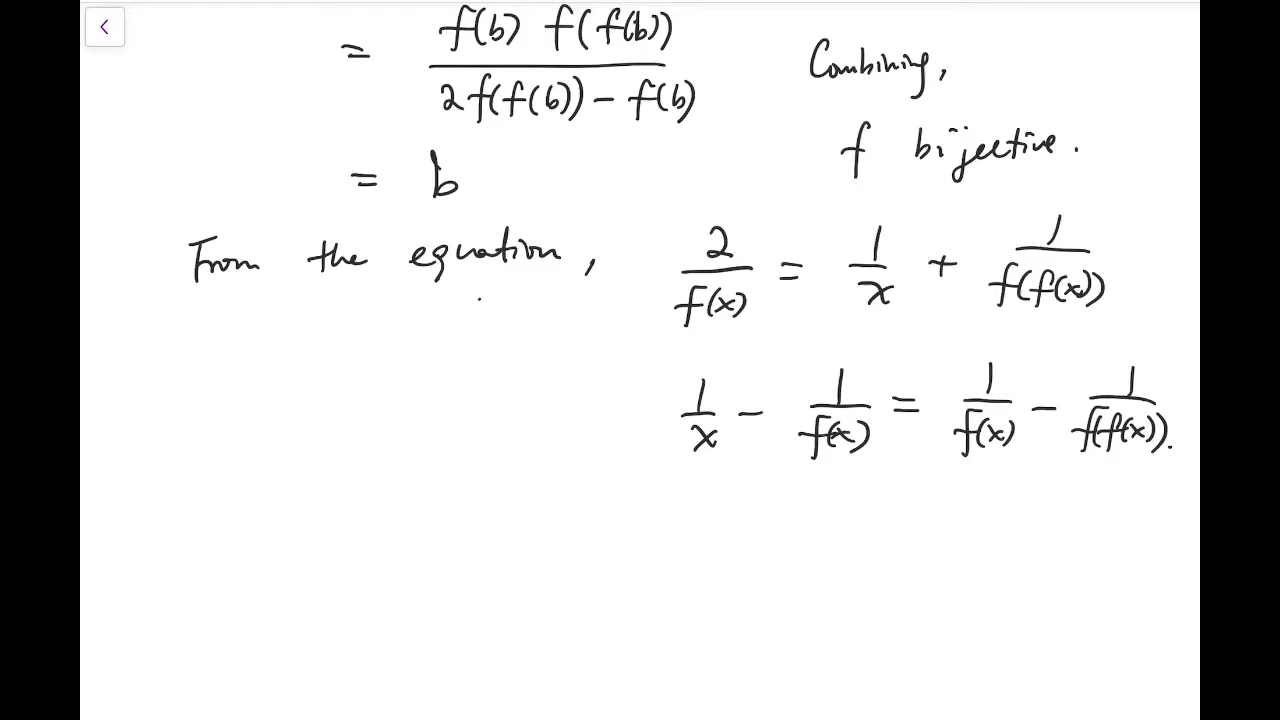 = f(b) f(f(b)) / 2f(f(b)) - f(b)
Combining,
f bijective.
= b
From the equation, 2/f(x) = 1/x + 1/f(f(x))
1/x - 1/f(x) = 1/f(x) - 1/f(f(x)).